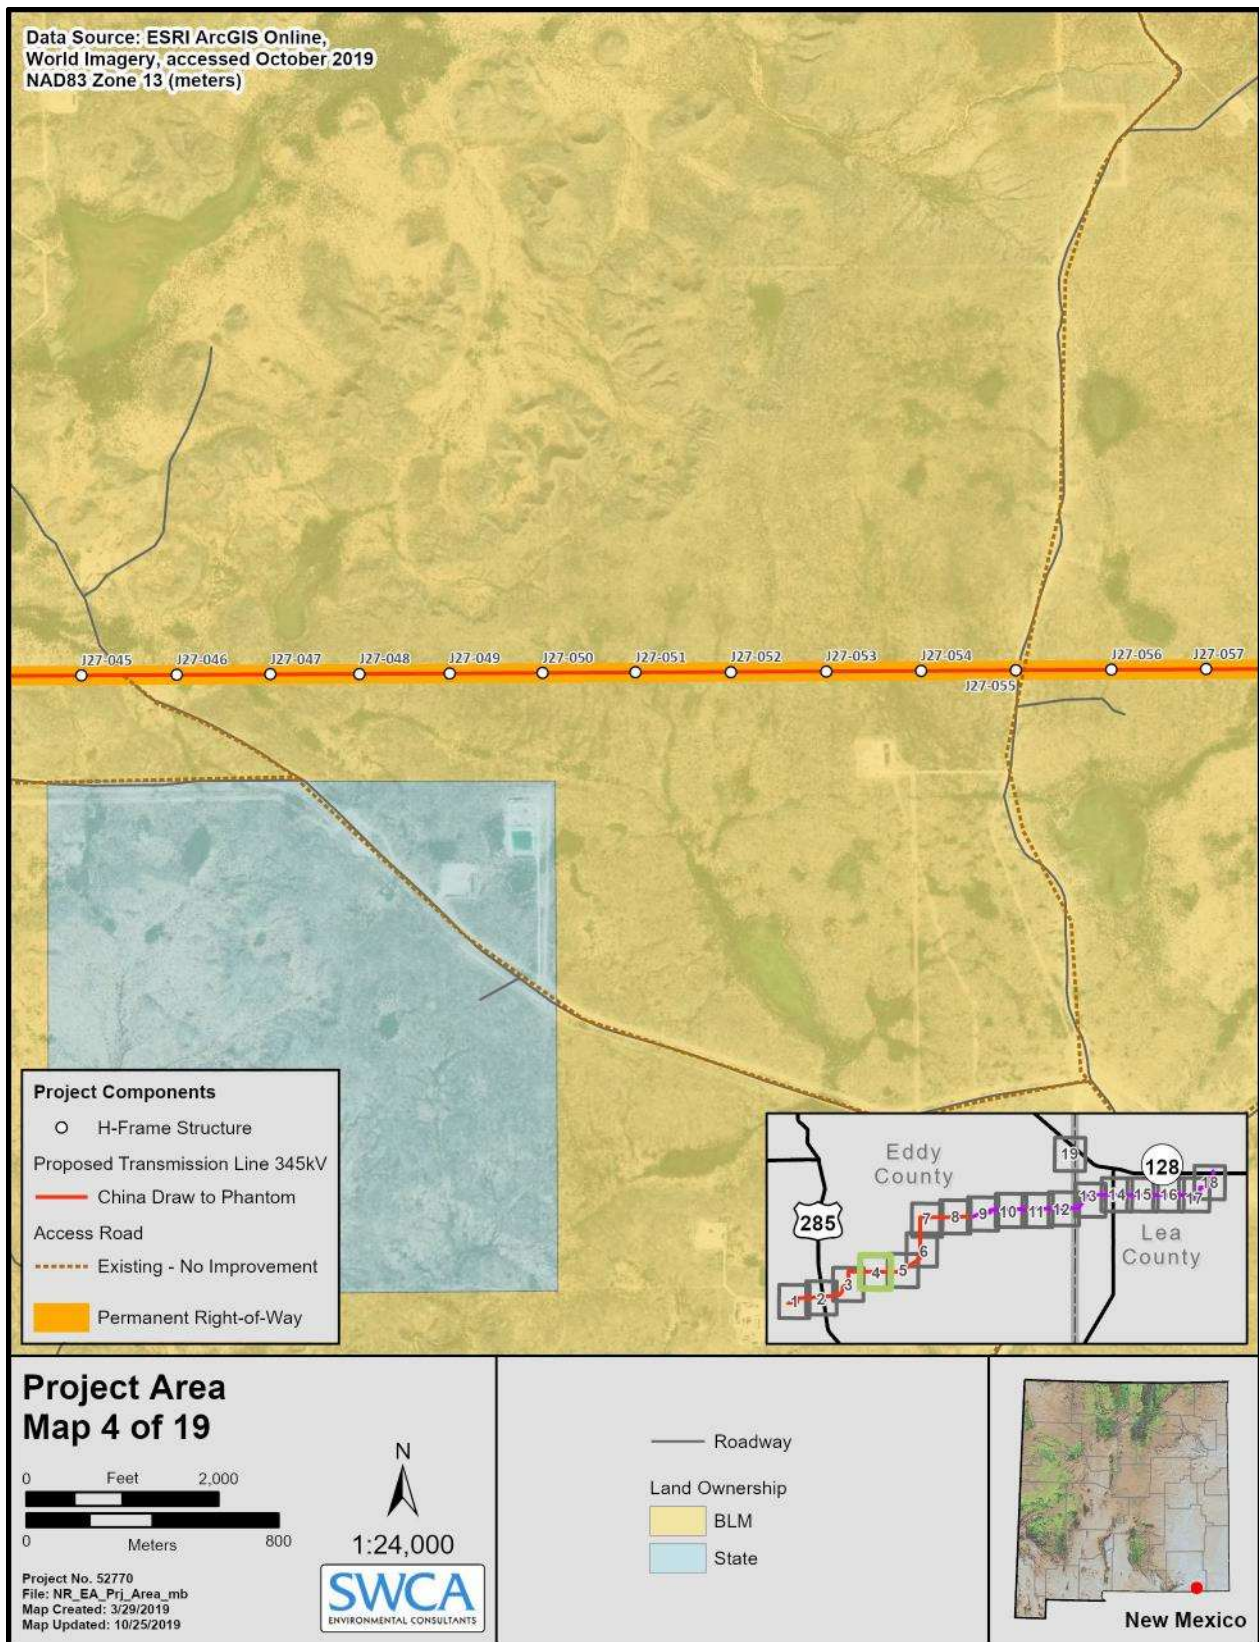 Data Source: ESRI ArcGIS Online,
World Imagery, accessed October 2019
NAD83 Zone 13 (meters)
J27-045
J27-046
J27-047
J27-048
J27-049
J27-050
J27-051
J27-052
J27-053
J27-054
J27-055
J27-056
J27-057
Project Components
H-Frame Structure
Proposed Transmission Line 345kV
China Draw to Phantom
Access Road
Existing - No Improvement
Permanent Right-of-Way
Eddy
County
285
128
Lea
County
1
2
3
4
5
6
7
8
9
10
11
12
13
14
15
16
17
18
19
Project Area
Map 4 of 19
0 Feet 2,000
0 Meters 800
N
1:24,000
Project No. 52770
File: NR_EA_Prj_Area_mb
Map Created: 3/29/2019
Map Updated: 10/25/2019
SWCA
ENVIRONMENTAL CONSULTANTS
Roadway
Land Ownership
BLM
State
New Mexico